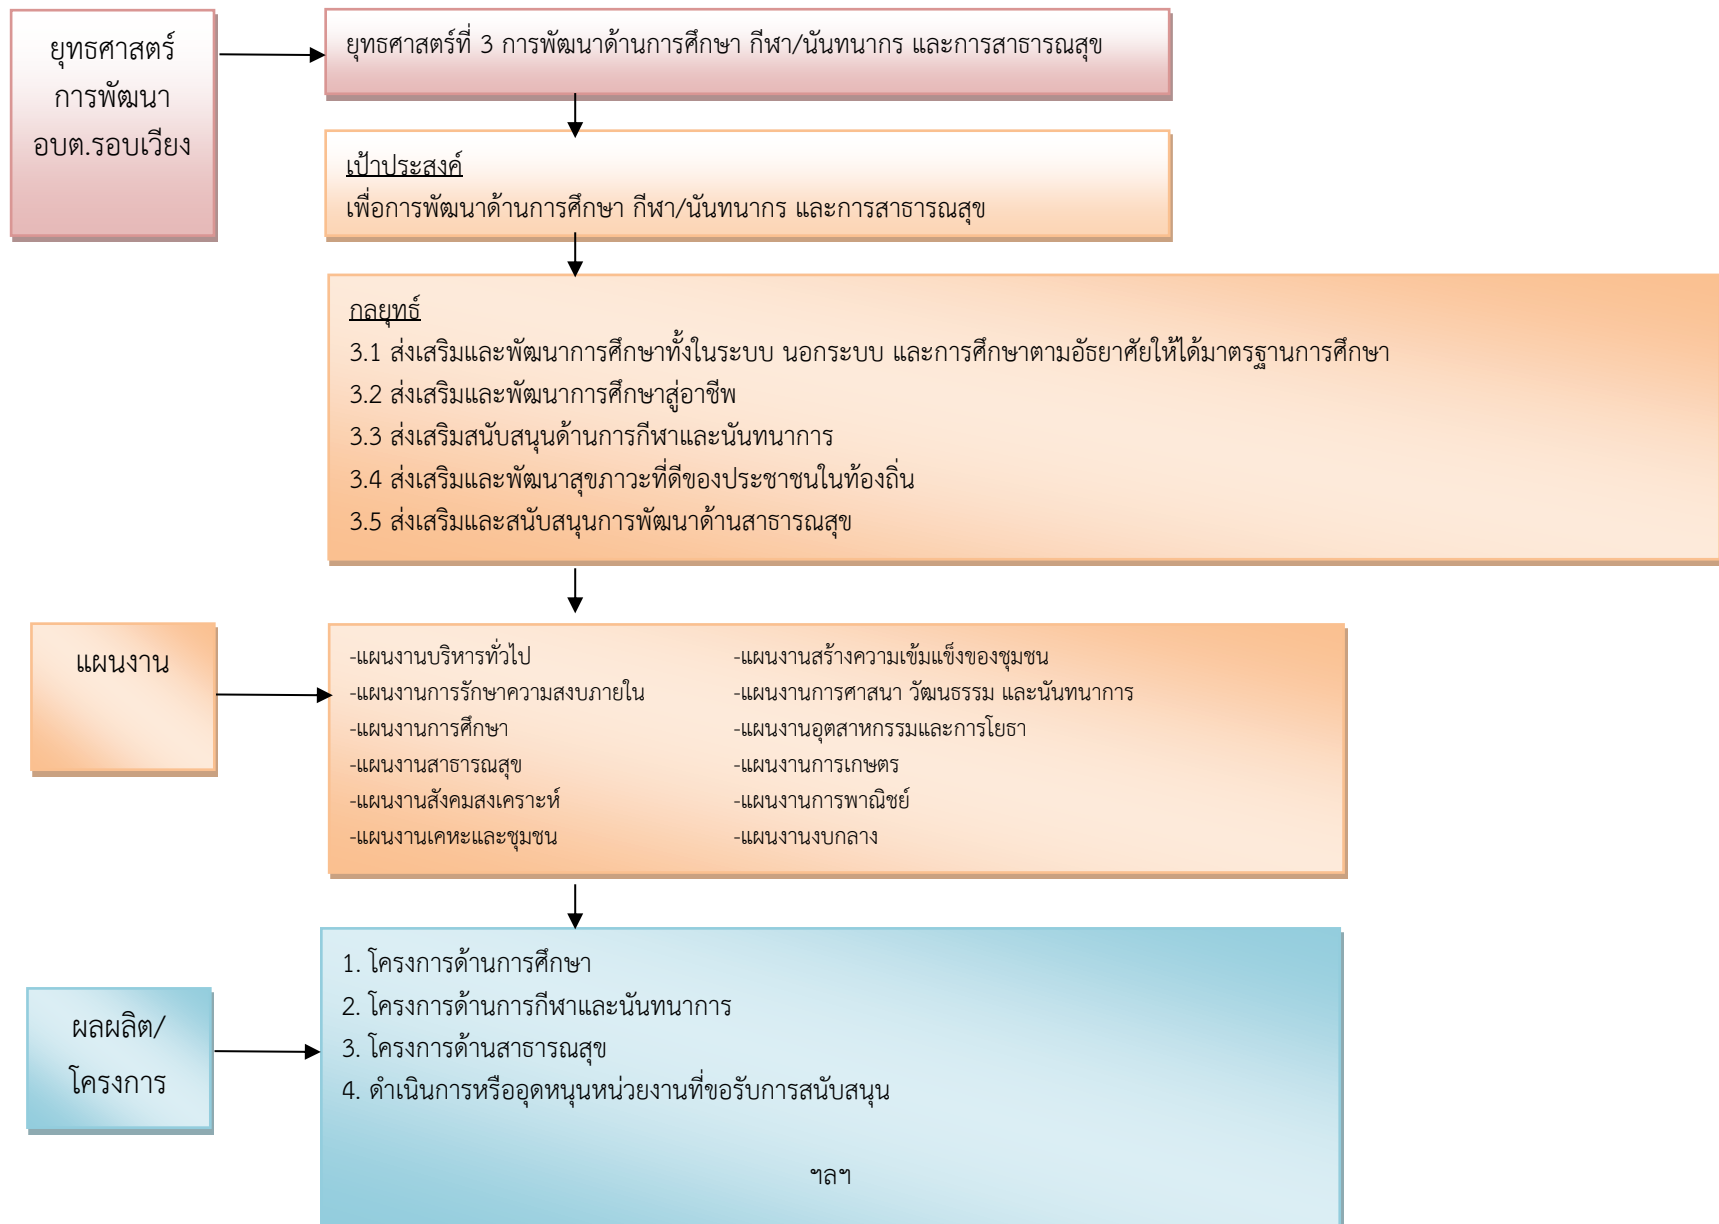 ยุทธศาสตร์
การพัฒนา
อบต.รอบเวียง
ยุทธศาสตร์ที่ 3 การพัฒนาด้านการศึกษา กีฬา/นันทนากร และการสาธารณสุข
เป้าประสงค์
เพื่อการพัฒนาด้านการศึกษา กีฬา/นันทนากร และการสาธารณสุข
กลยุทธ์
3.1 ส่งเสริมและพัฒนาการศึกษาทั้งในระบบ นอกระบบ และการศึกษาตามอัธยาศัยให้ได้มาตรฐานการศึกษา
3.2 ส่งเสริมและพัฒนาการศึกษาสู่อาชีพ
3.3 ส่งเสริมสนับสนุนด้านการกีฬาและนันทนาการ
3.4 ส่งเสริมและพัฒนาสุขภาวะที่ดีของประชาชนในท้องถิ่น
3.5 ส่งเสริมและสนับสนุนการพัฒนาด้านสาธารณสุข
แผนงาน
-แผนงานบริหารทั่วไป
-แผนงานการรักษาความสงบภายใน
-แผนงานการศึกษา
-แผนงานสาธารณสุข
-แผนงานสังคมสงเคราะห์
-แผนงานเคหะและชุมชน
-แผนงานสร้างความเข้มแข็งของชุมชน
-แผนงานการศาสนา วัฒนธรรม และนันทนาการ
-แผนงานอุตสาหกรรมและการโยธา
-แผนงานการเกษตร
-แผนงานการพาณิชย์
-แผนงานงบกลาง
ผลผลิต/
โครงการ
1. โครงการด้านการศึกษา
2. โครงการด้านการกีฬาและนันทนาการ
3. โครงการด้านสาธารณสุข
4. ดำเนินการหรืออุดหนุนหน่วยงานที่ขอรับการสนับสนุน
ฯลฯ